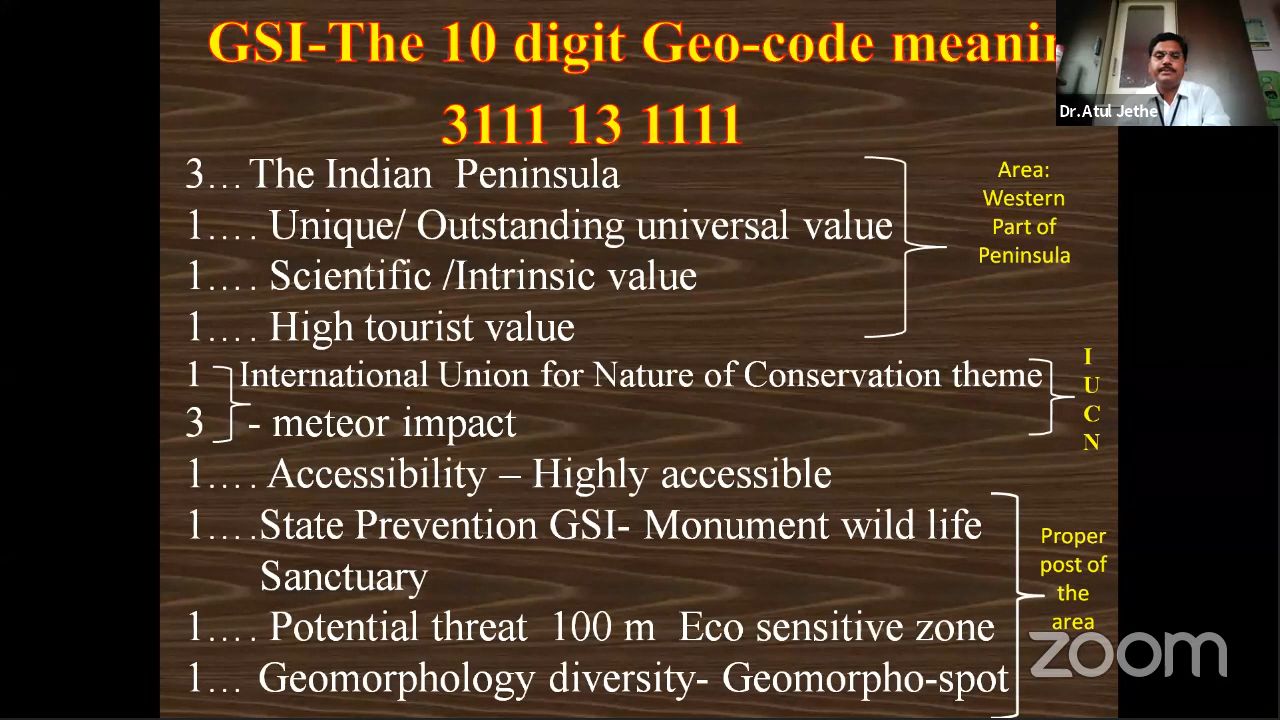 GSI-The 10 digit Geo-code meanin
3111 13 1111
3... The Indian Peninsula
1.... Unique/ Outstanding universal value
1.... Scientific /Intrinsic value
1.... High tourist value
Area:
Western
Part of
Peninsula
1 International Union for Nature of Conservation theme
3 - meteor impact
I
U
C
N
1.... Accessibility – Highly accessible
1....State Prevention GSI- Monument wild life
Sanctuary
1.... Potential threat 100 m Eco sensitive zone
1... Geomorphology diversity- Geomorpho-spot
Proper
post of
the
area
Dr.Atul Jethe
zoom